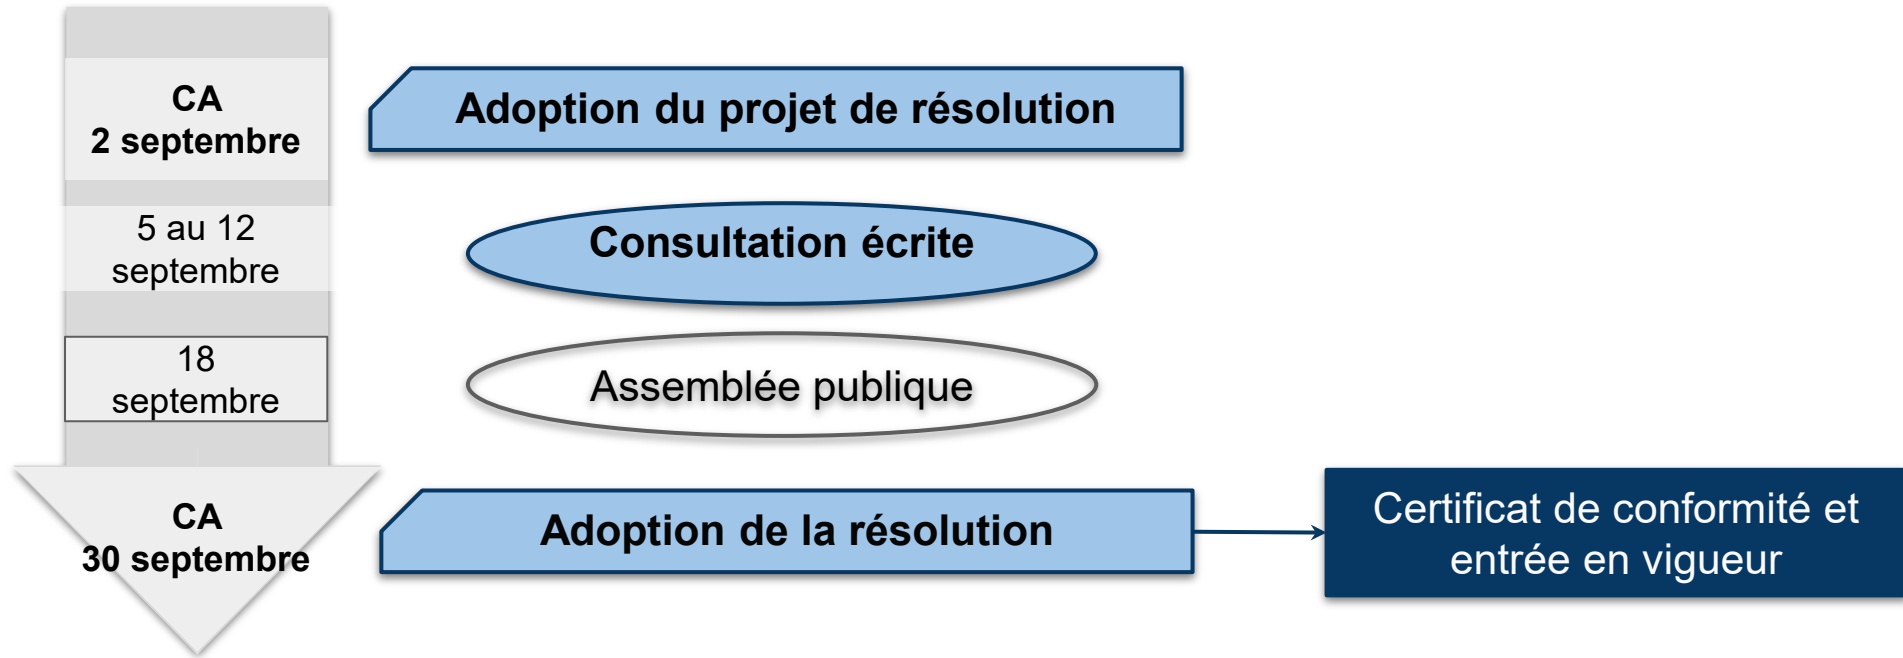 CA
2 septembre
Adoption du projet de résolution
5 au 12
septembre
Consultation écrite
18
septembre
Assemblée publique
CA
30 septembre
Adoption de la résolution
Certificat de conformité et
entrée en vigueur